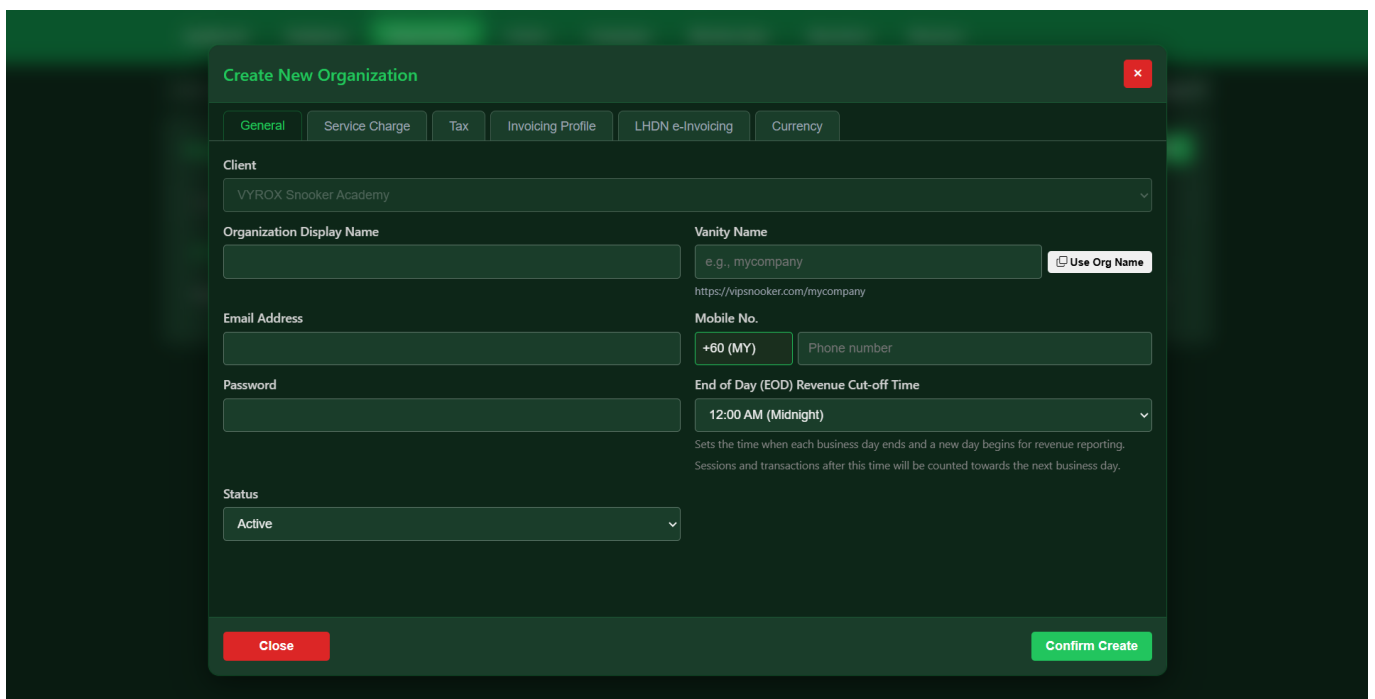 Create New Organization
×
General Service Charge Tax Invoicing Profile LHDN e-Invoicing Currency
Client
VYROX Snooker Academy
Organization Display Name
Vanity Name
e.g., mycompany
Use Org Name
https://vipsnooker.com/mycompany
Email Address
Mobile No.
+60 (MY)
Phone number
Password
End of Day (EOD) Revenue Cut-off Time
12:00 AM (Midnight)
Sets the time when each business day ends and a new day begins for revenue reporting.
Sessions and transactions after this time will be counted towards the next business day.
Status
Active
Close
Confirm Create